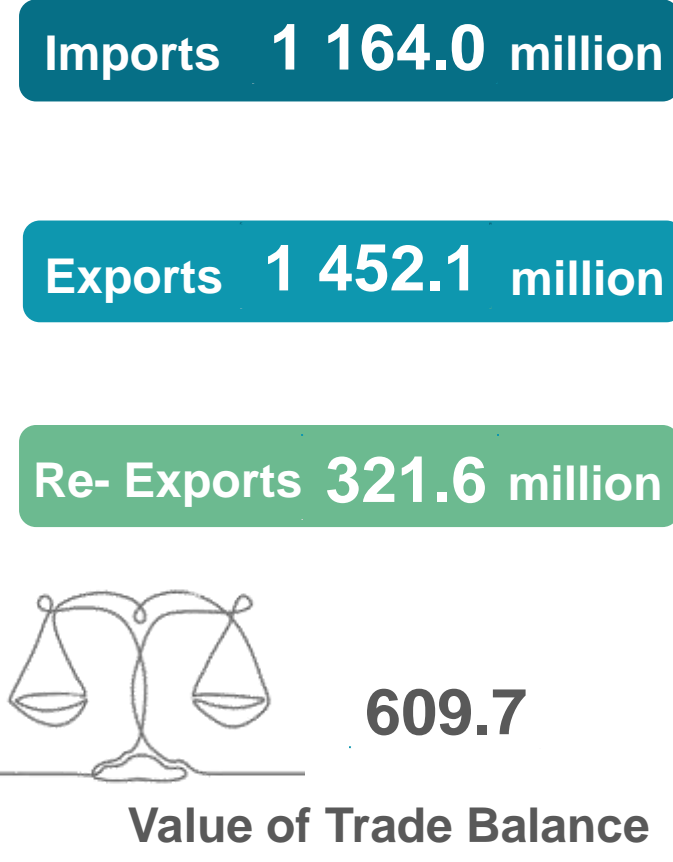 Imports 1 164.0 million
Exports 1 452.1 million
Re- Exports 321.6 million
609.7
Value of Trade Balance